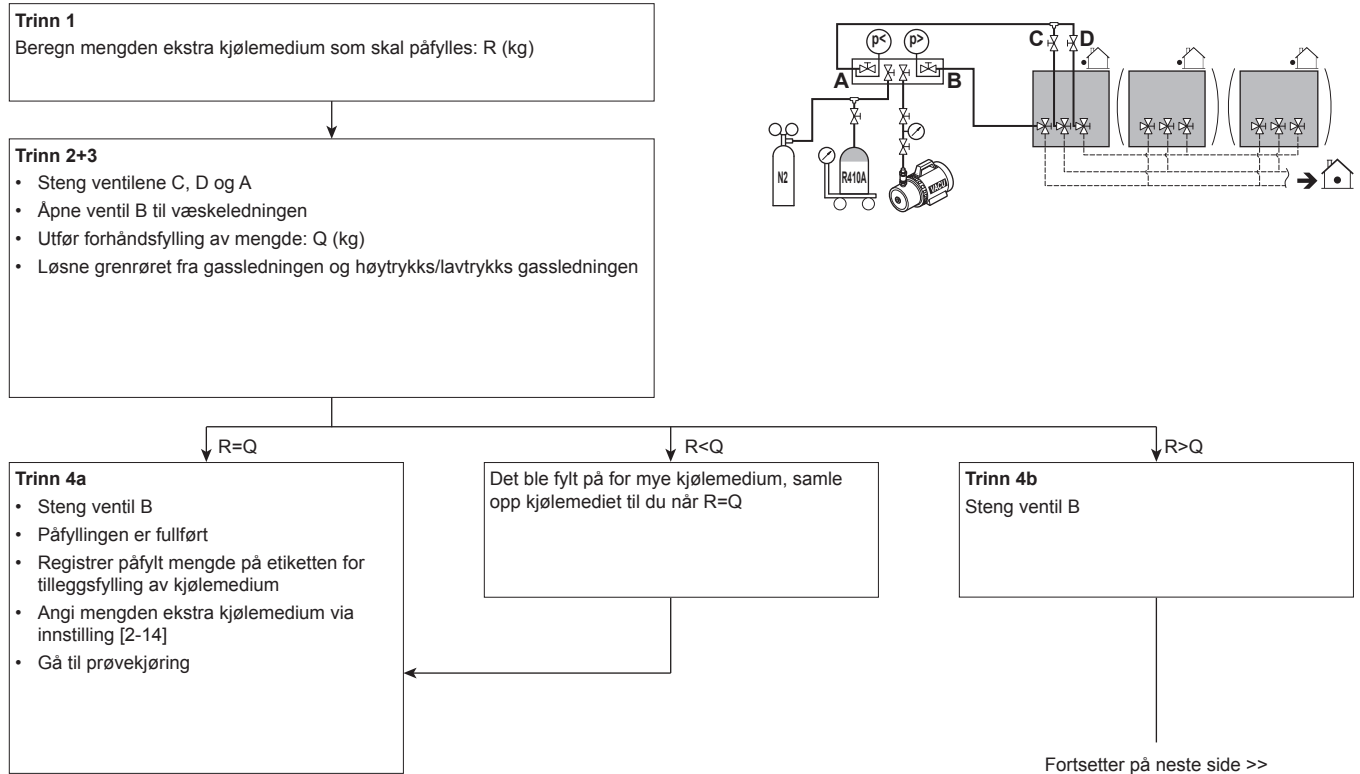 Trinn 1
Beregn mengden ekstra kjølemedium som skal påfylles: R (kg)
p<
p>
C
D
A
B
N2
R410A
VACU
Trinn 2+3
• Steng ventilene C, D og A
• Åpne ventil B til væskeledningen
• Utfør forhåndsfylling av mengde: Q (kg)
• Løsne grenrøret fra gassledningen og høytrykks/lavtrykks gassledningen
R=Q
R<Q
R>Q
Trinn 4a
• Steng ventil B
• Påfyllingen er fullført
• Registrer påfylt mengde på etiketten for
tilleggsfylling av kjølemedium
• Angi mengden ekstra kjølemedium via
innstilling [2-14]
• Gå til prøvekjøring
Det ble fylt på for mye kjølemedium, samle
opp kjølemediet til du når R=Q
Trinn 4b
Steng ventil B
Fortsetter på neste side >>